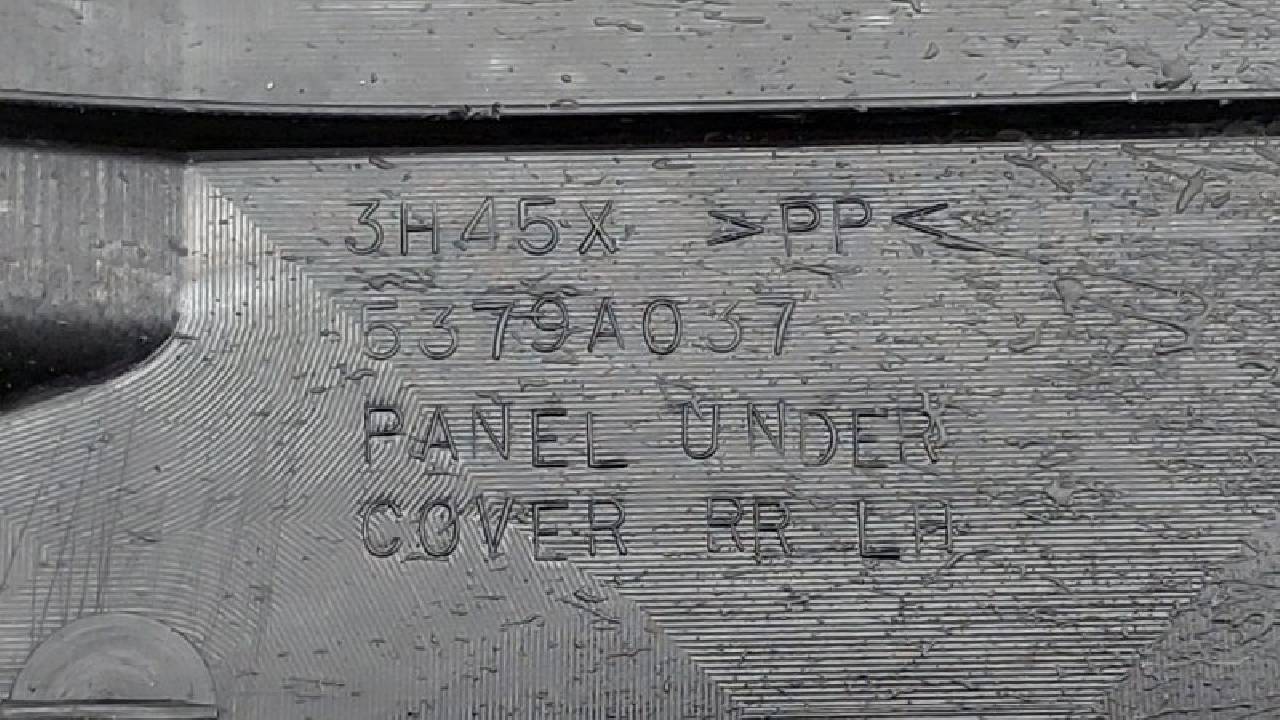 3H45X >PP<
5379A037
PANEL UNDER
COVER RR LH